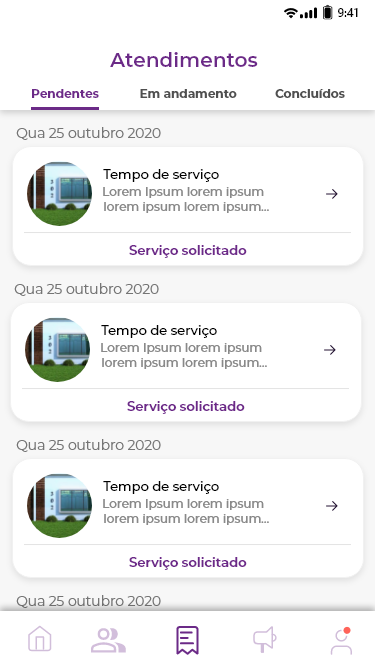 9:41
Atendimentos
Pendentes Em andamento Concluídos
Qua 25 outubro 2020
Tempo de serviço
Lorem Ipsum lorem ipsum
lorem ipsum lorem ipsum...
Serviço solicitado
Qua 25 outubro 2020
Tempo de serviço
Lorem Ipsum lorem ipsum
lorem ipsum lorem ipsum...
Serviço solicitado
Qua 25 outubro 2020
Tempo de serviço
Lorem Ipsum lorem ipsum
lorem ipsum lorem ipsum...
Serviço solicitado
Qua 25 outubro 2020